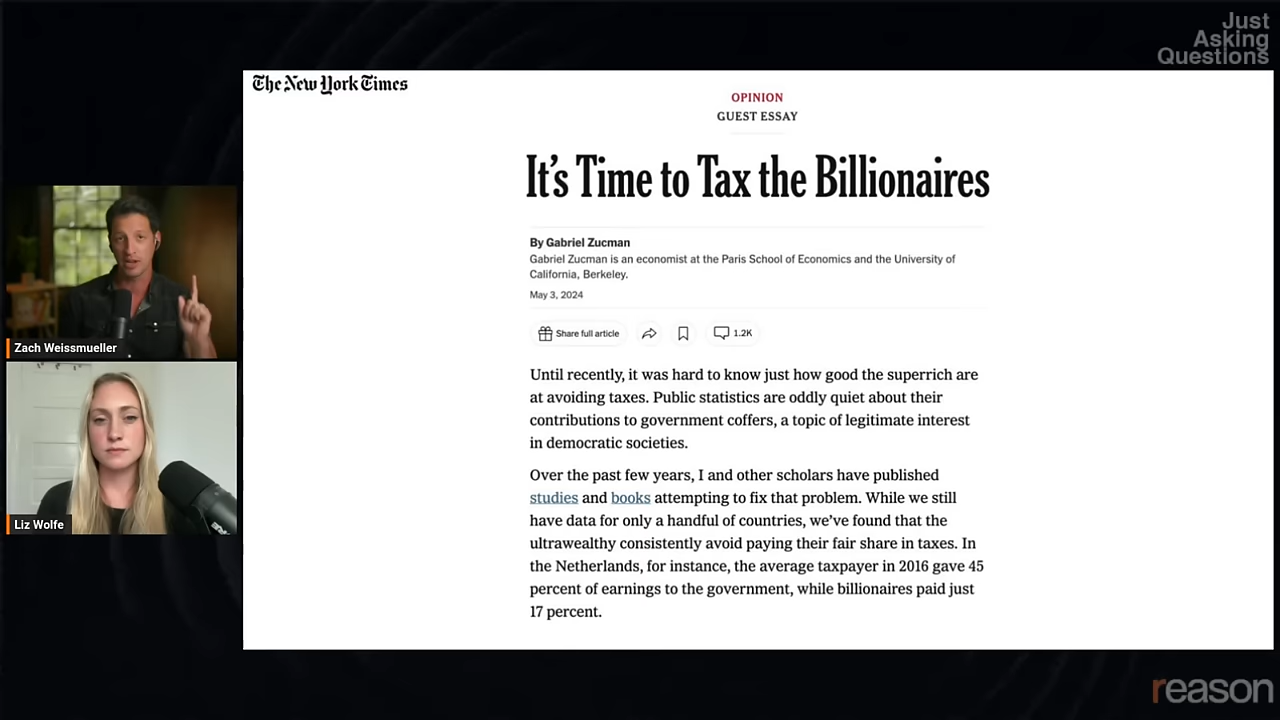 Just
Asking
Questions
The New York Times
OPINION
GUEST ESSAY
It's Time to Tax the Billionaires
By Gabriel Zucman
Gabriel Zucman is an economist at the Paris School of Economics and the University of
California, Berkeley.
May 3, 2024
Share full article
1.2K
Until recently, it was hard to know just how good the superrich are
at avoiding taxes. Public statistics are oddly quiet about their
contributions to government coffers, a topic of legitimate interest
in democratic societies.
Over the past few years, I and other scholars have published
studies and books attempting to fix that problem. While we still
have data for only a handful of countries, we've found that the
ultrawealthy consistently avoid paying their fair share in taxes. In
the Netherlands, for instance, the average taxpayer in 2016 gave 45
percent of earnings to the government, while billionaires paid just
17 percent.
Zach Weissmueller
Liz Wolfe
reason